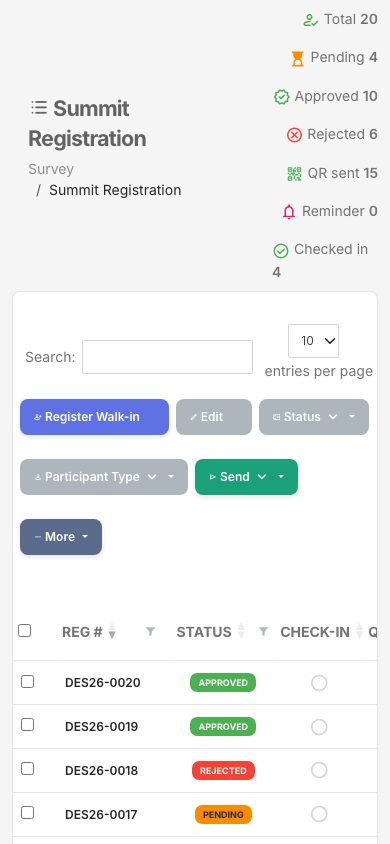 Total 20
Pending 4
Approved 10
Rejected 6
QR sent 15
Reminder 0
Checked in
4
Summit
Registration
Survey
/ Summit Registration
Search:
10
entries per page
Register Walk-in
Edit
Status
Participant Type
Send
More
REG # STATUS CHECK-IN Q
DES26-0020 APPROVED
DES26-0019 APPROVED
DES26-0018 REJECTED
DES26-0017 PENDING